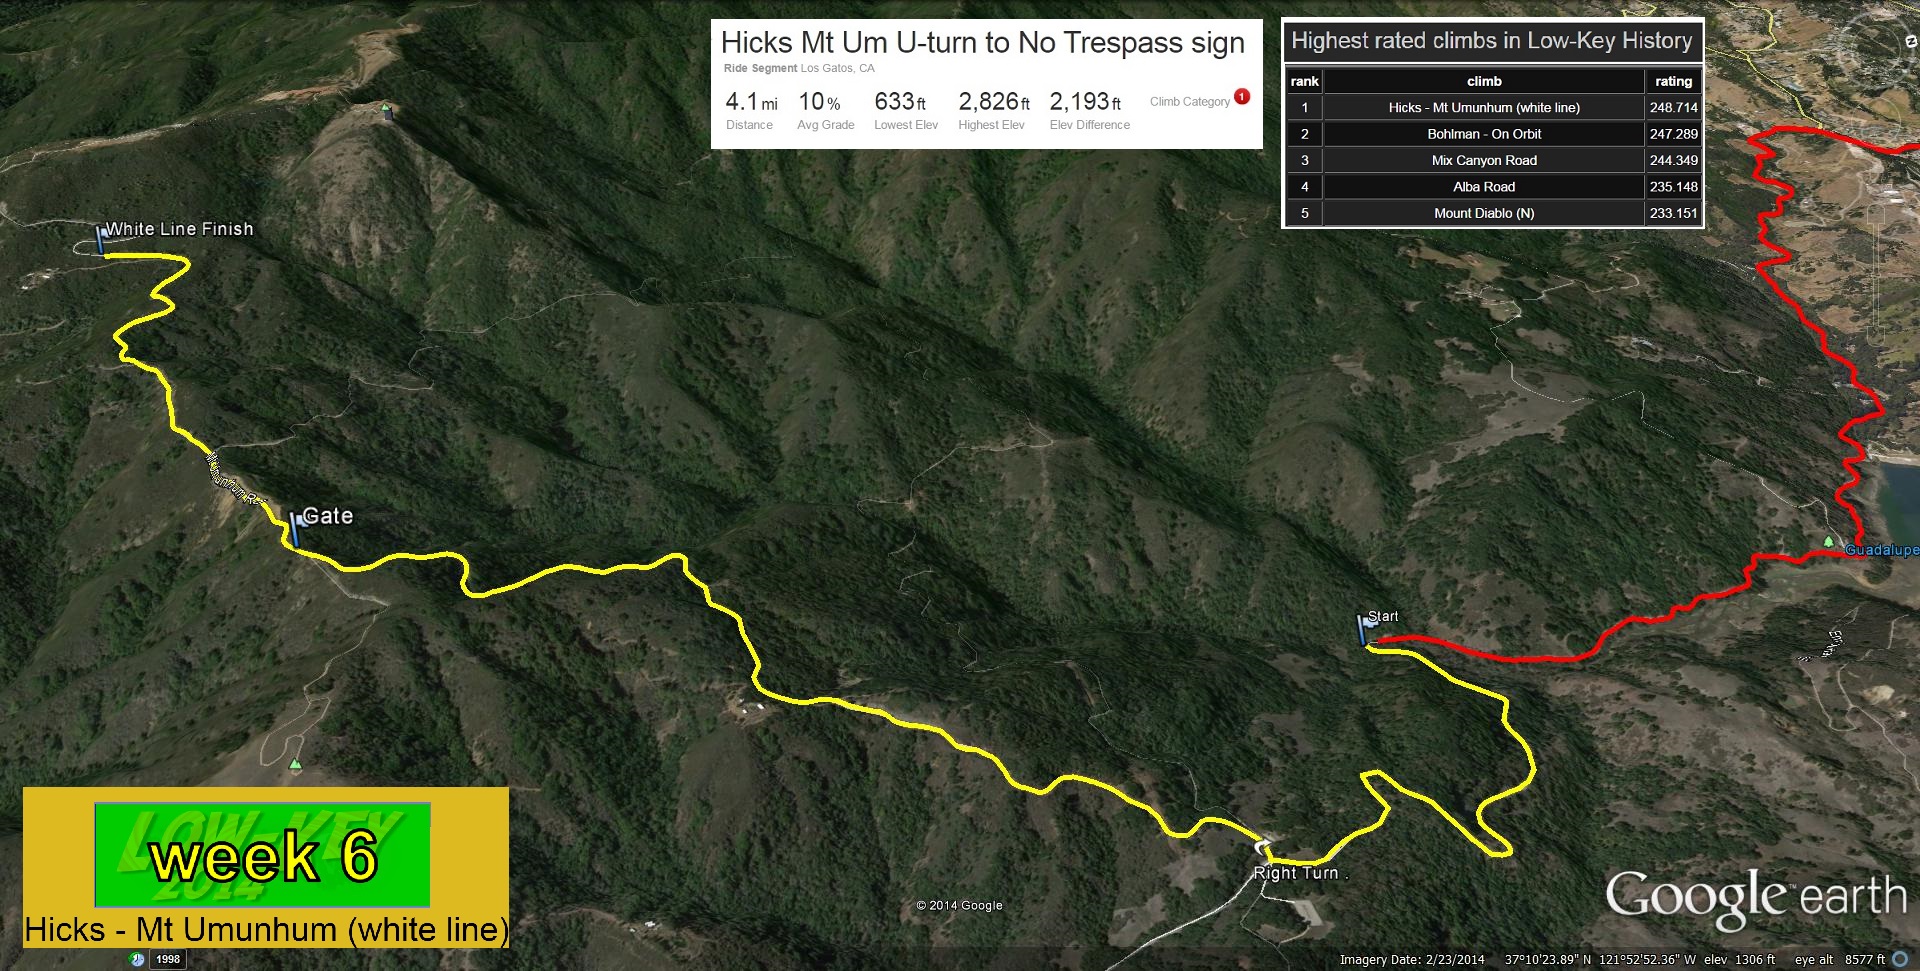 Hicks Mt Um U-turn to No Trespass sign
Ride Segment Los Gatos, CA
4.1 mi 10% 633 ft 2,826 ft 2,193 ft Climb Category 1
Distance Avg Grade Lowest Elev Highest Elev Elev Difference
Highest rated climbs in Low-Key History
rank climb rating
1 Hicks - Mt Umunhum (white line) 248.714
2 Bohlman - On Orbit 247.289
3 Mix Canyon Road 244.349
4 Alba Road 235.148
5 Mount Diablo (N) 233.151
White Line Finish
Gate
Guadalupe
Start
Right Turn .
LOW-KEY
2014
week 6
Hicks - Mt Umunhum (white line)
© 2014 Google
Google earth
1998
Imagery Date: 2/23/2014 37°10'23.89" N 121°52'52.36" W elev 1306 ft eye alt 8577 ft